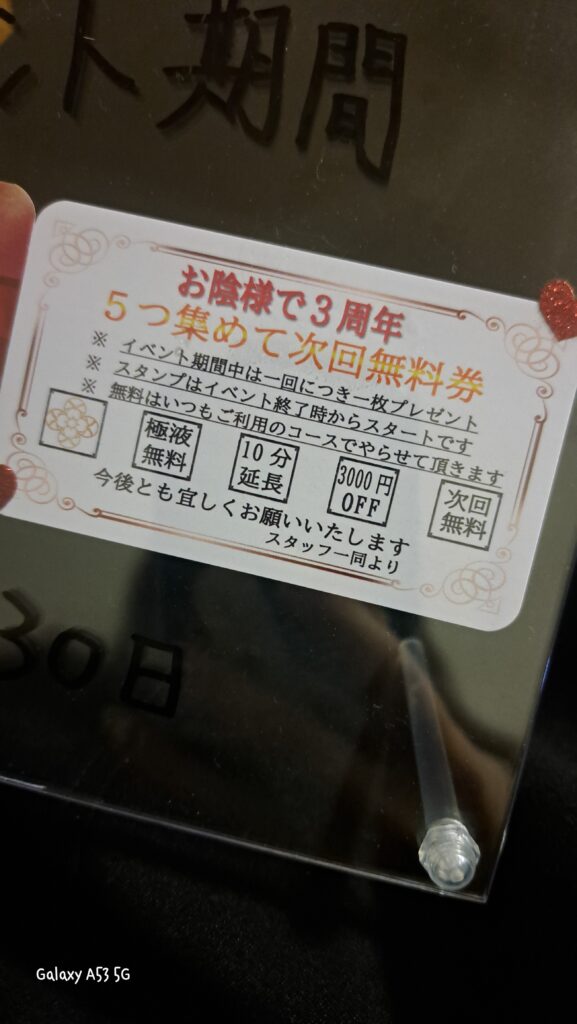 ント期間
お陰様で3周年
5つ集めて次回無料券
※ イベント期間中は一回につき一枚プレゼント
※ スタンプはイベント終了時からスタートです
※ 無料はいつもご利用のコースでやらせて頂きます
極液無料
10分延長
3000円OFF
次回無料
今後とも宜しくお願いいたします
スタッフ一同より
30日
Galaxy A53 5G